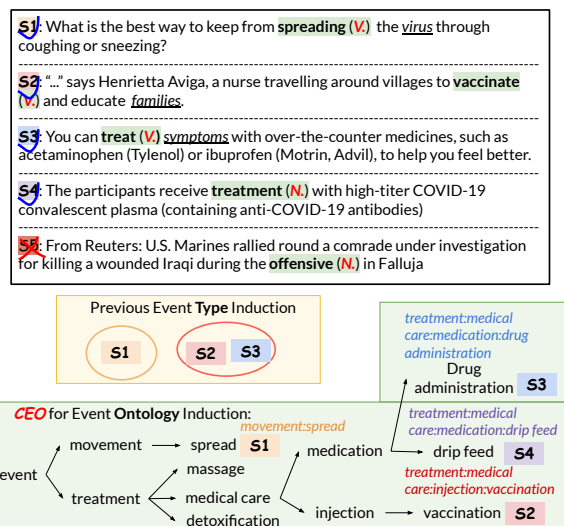 S1: What is the best way to keep from spreading (V.) the virus through
coughing or sneezing?
S2: “...” says Henrietta Aviga, a nurse travelling around villages to vaccinate
(V.) and educate families.
S3: You can treat (V.) symptoms with over-the-counter medicines, such as
acetaminophen (Tylenol) or ibuprofen (Motrin, Advil), to help you feel better.
S4: The participants receive treatment (N.) with high-titer COVID-19
convalescent plasma (containing anti-COVID-19 antibodies)
S5: From Reuters: U.S. Marines rallied round a comrade under investigation
for killing a wounded Iraqi during the offensive (N.) in Falluja
Previous Event Type Induction
S1
S2
S3
treatment:medical
care:medication:drug
administration
Drug
administration S3
CEO for Event Ontology Induction:
movement:spread
treatment:medical
care:medication:drip feed
event
movement
spread S1
medication
drip feed S4
massage
treatment
medical care
treatment:medical
care:injection:vaccination
detoxification
injection
vaccination S2